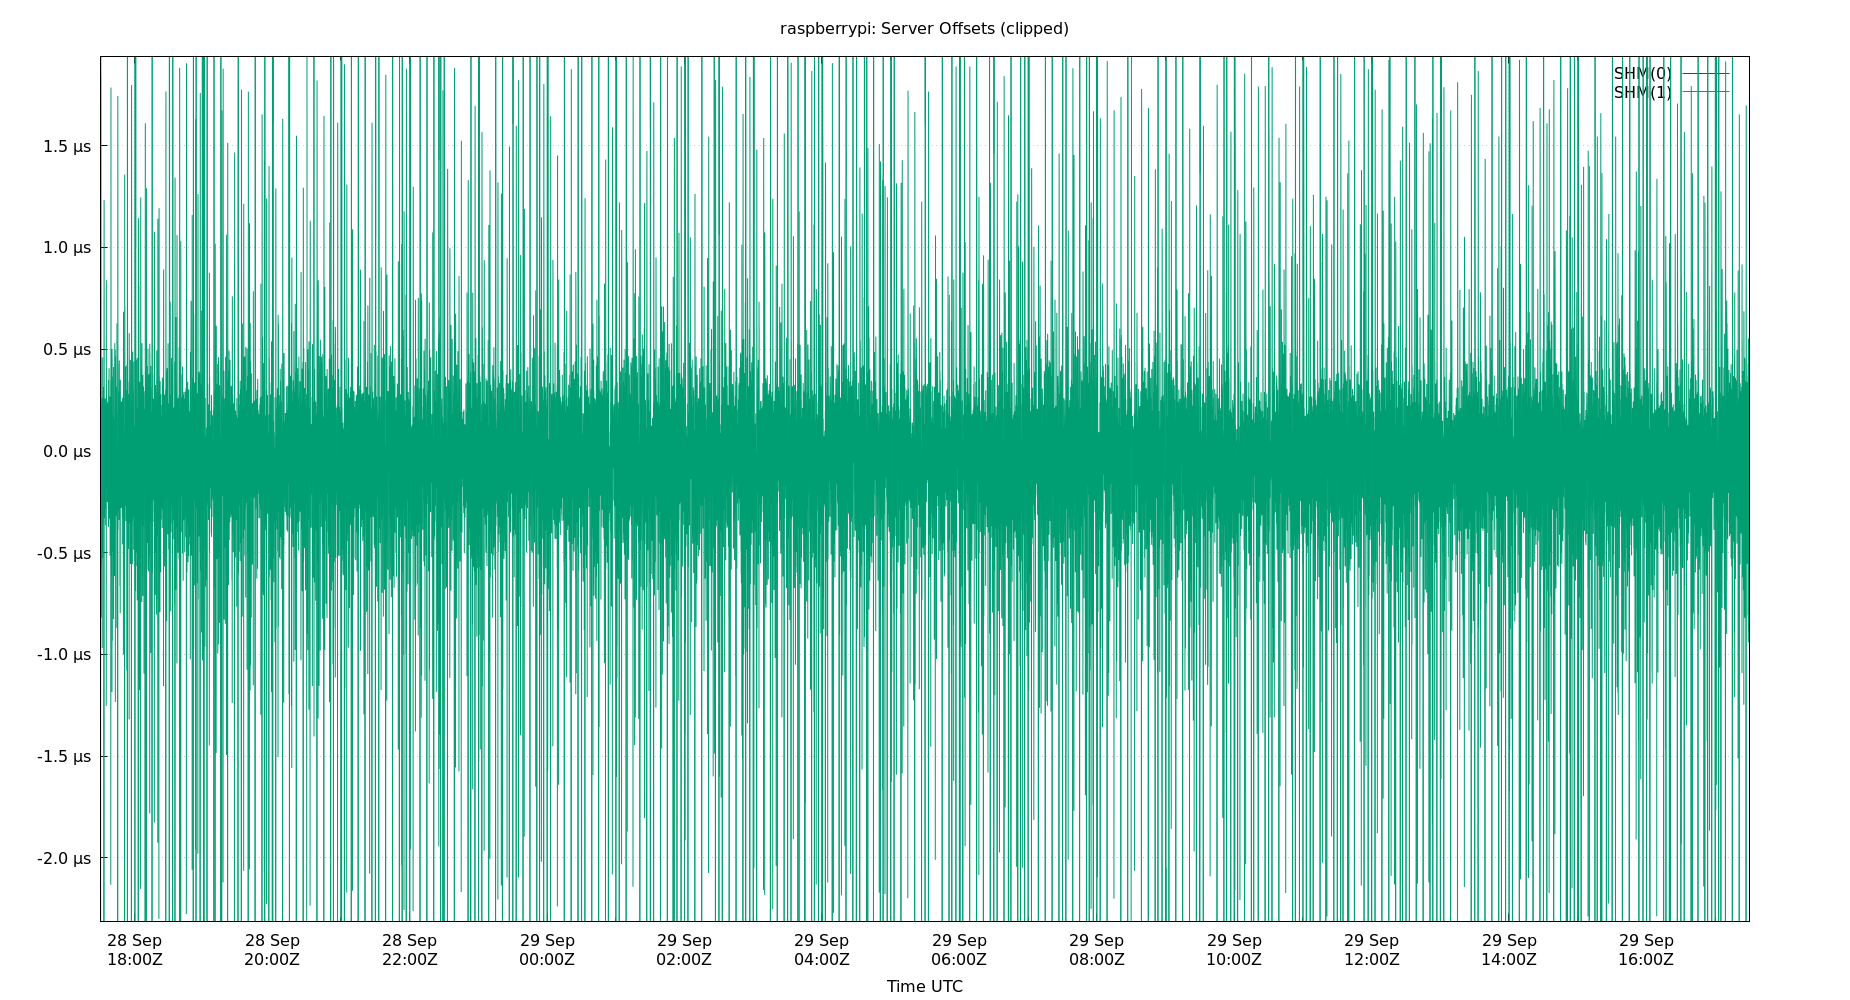 raspberrypi: Server Offsets (clipped)
SHM(0)
SHM(1)
1.5 µs
1.0 µs
0.5 µs
0.0 µs
-0.5 µs
-1.0 µs
-1.5 µs
-2.0 µs
28 Sep 28 Sep 28 Sep 29 Sep 29 Sep 29 Sep 29 Sep 29 Sep 29 Sep 29 Sep 29 Sep 29 Sep
18:00Z 20:00Z 22:00Z 00:00Z 02:00Z 04:00Z 06:00Z 08:00Z 10:00Z 12:00Z 14:00Z 16:00Z
Time UTC